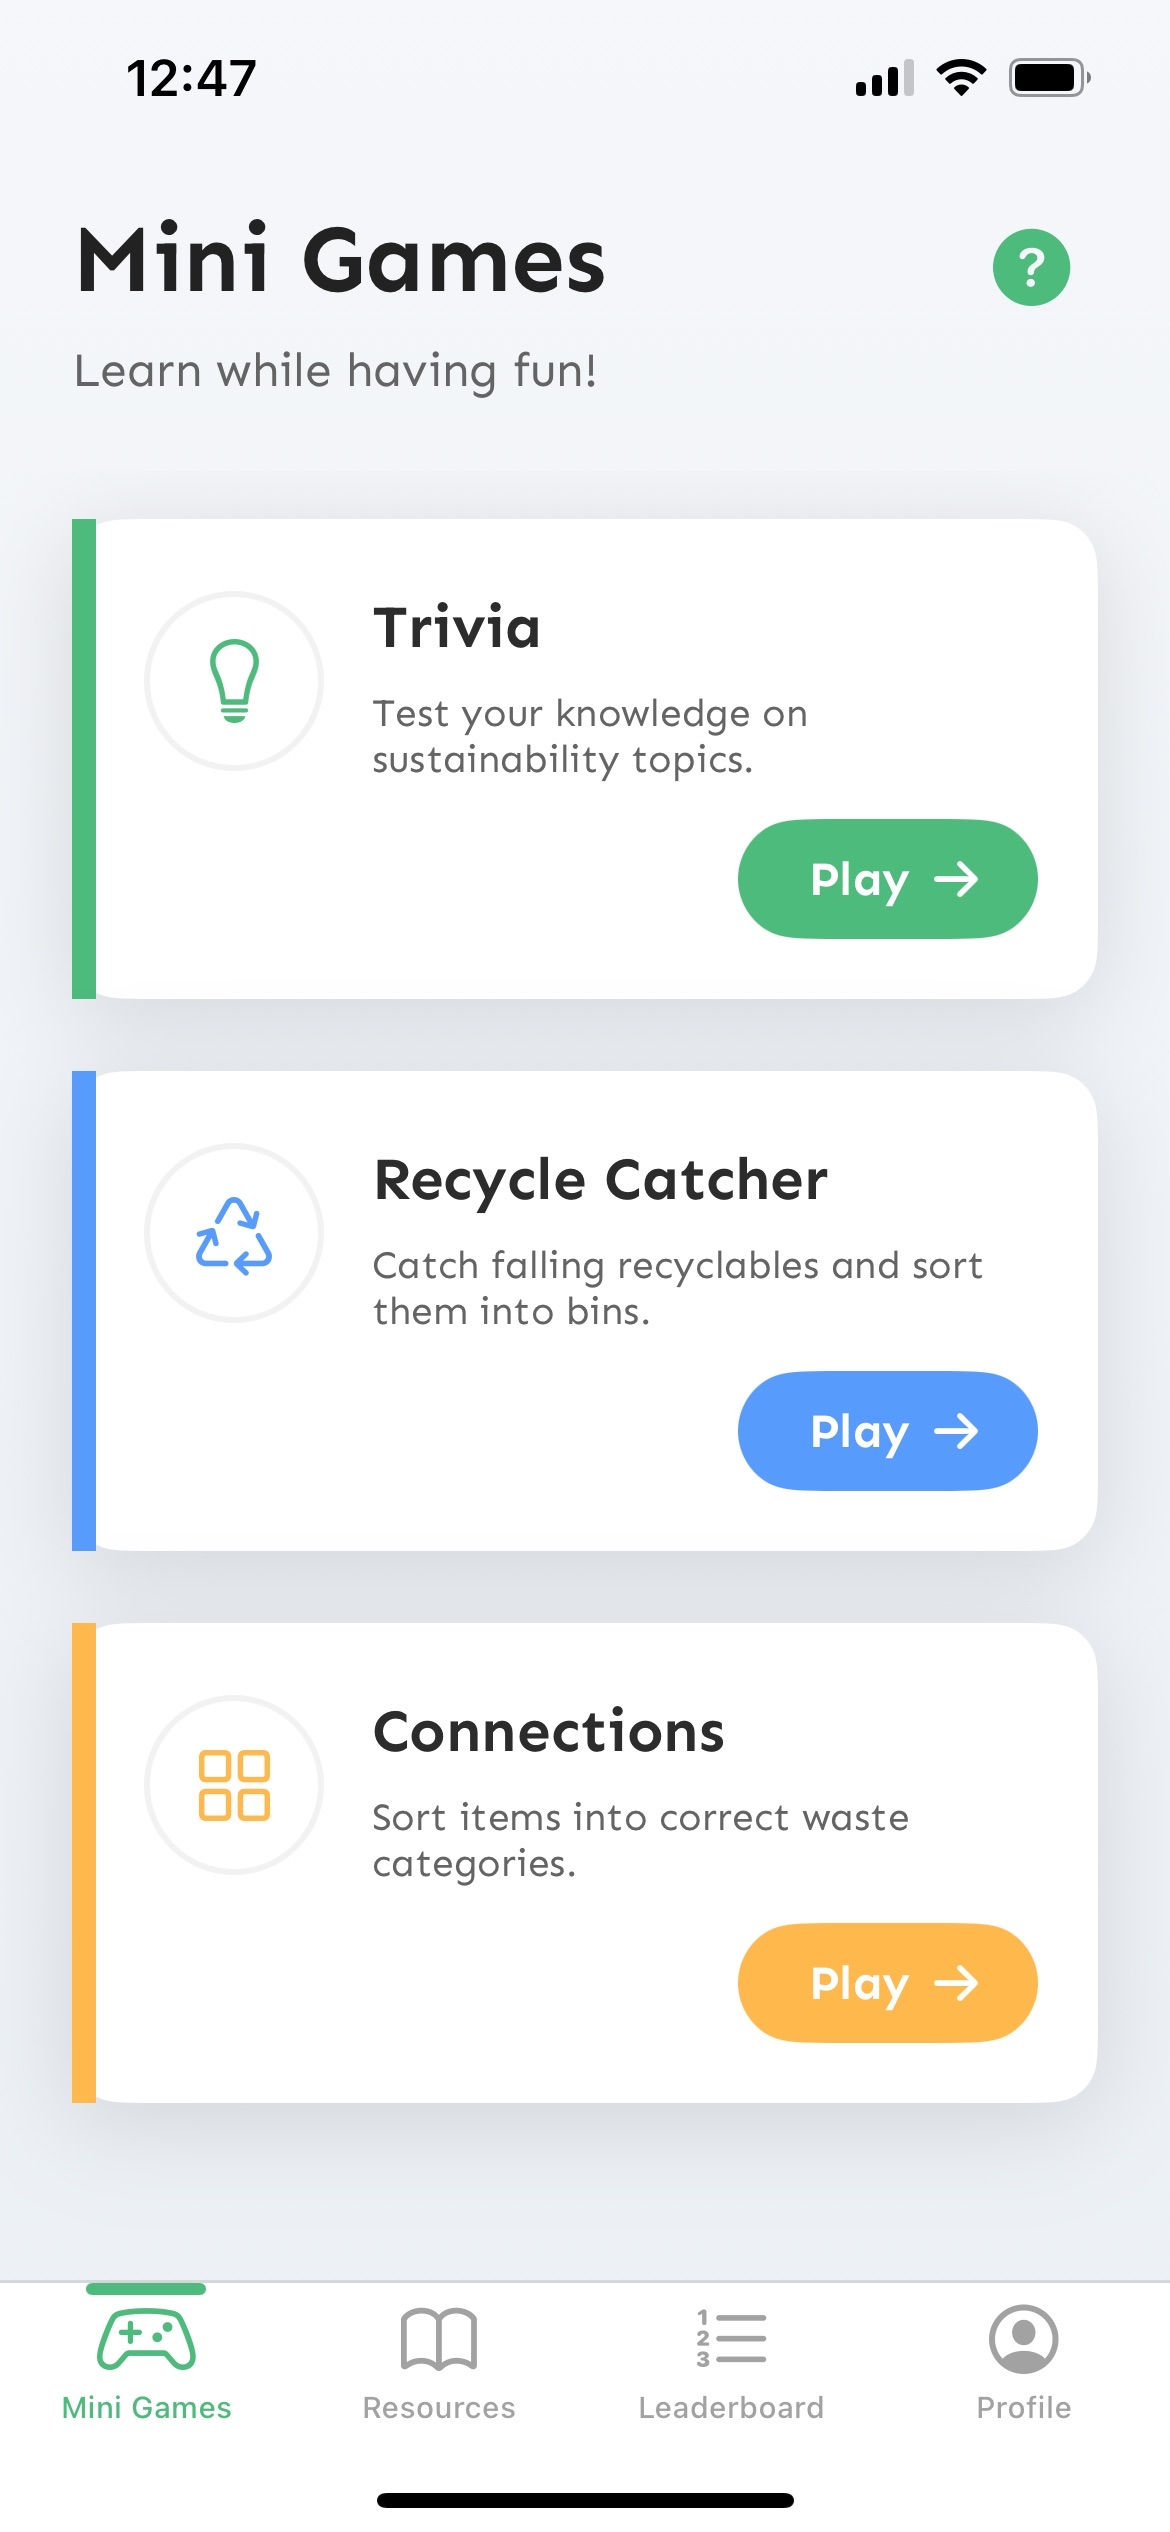 12:47
Mini Games
?
Learn while having fun!
Trivia
Test your knowledge on
sustainability topics.
Play →
Recycle Catcher
Catch falling recyclables and sort
them into bins.
Play →
Connections
Sort items into correct waste
categories.
Play →
1
2
3
Mini Games
Resources
Leaderboard
Profile